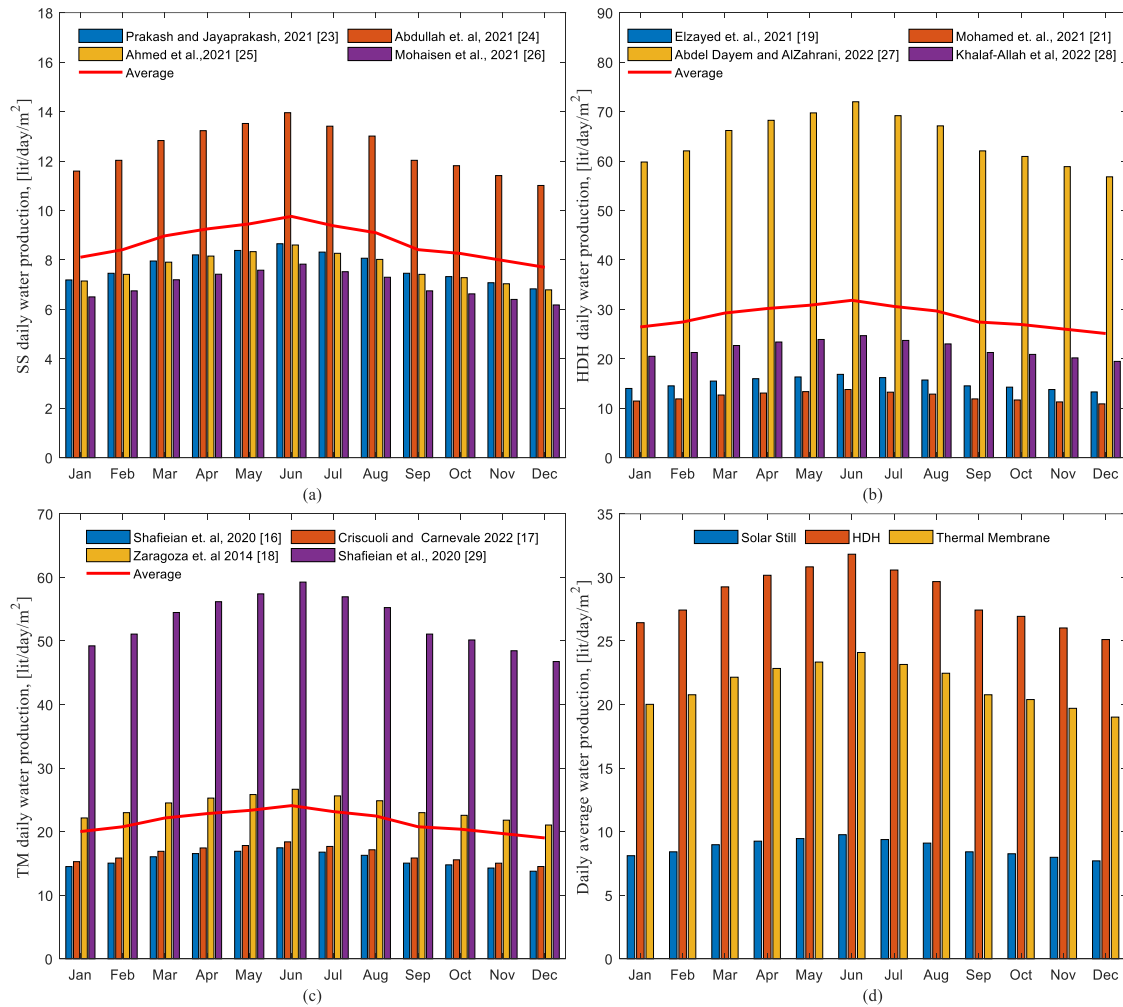 SS daily water production, [lit/day/m²]
18
16
14
12
10
8
6
4
2
0
Prakash and Jayaprakash, 2021 [23]
Abdullah et. al, 2021 [24]
Ahmed et al.,2021 [25]
Mohaisen et al., 2021 [26]
Average
Jan Feb Mar Apr May Jun Jul Aug Sep Oct Nov Dec
(a)
HDH daily water production, [lit/day/m²]
90
80
70
60
50
40
30
20
10
0
Elzayed et. al., 2021 [19]
Mohamed et. al., 2021 [21]
Abdel Dayem and AlZahrani, 2022 [27]
Khalaf-Allah et al, 2022 [28]
Average
Jan Feb Mar Apr May Jun Jul Aug Sep Oct Nov Dec
(b)
TM daily water production, [lit/day/m²]
70
60
50
40
30
20
10
0
Shafieian et. al, 2020 [16]
Criscuoli and Carnevale 2022 [17]
Zaragoza et. al 2014 [18]
Shafieian et al., 2020 [29]
Average
Jan Feb Mar Apr May Jun Jul Aug Sep Oct Nov Dec
(c)
Daily average water production, [lit/day/m²]
35
30
25
20
15
10
5
0
Solar Still
HDH
Thermal Membrane
Jan Feb Mar Apr May Jun Jul Aug Sep Oct Nov Dec
(d)